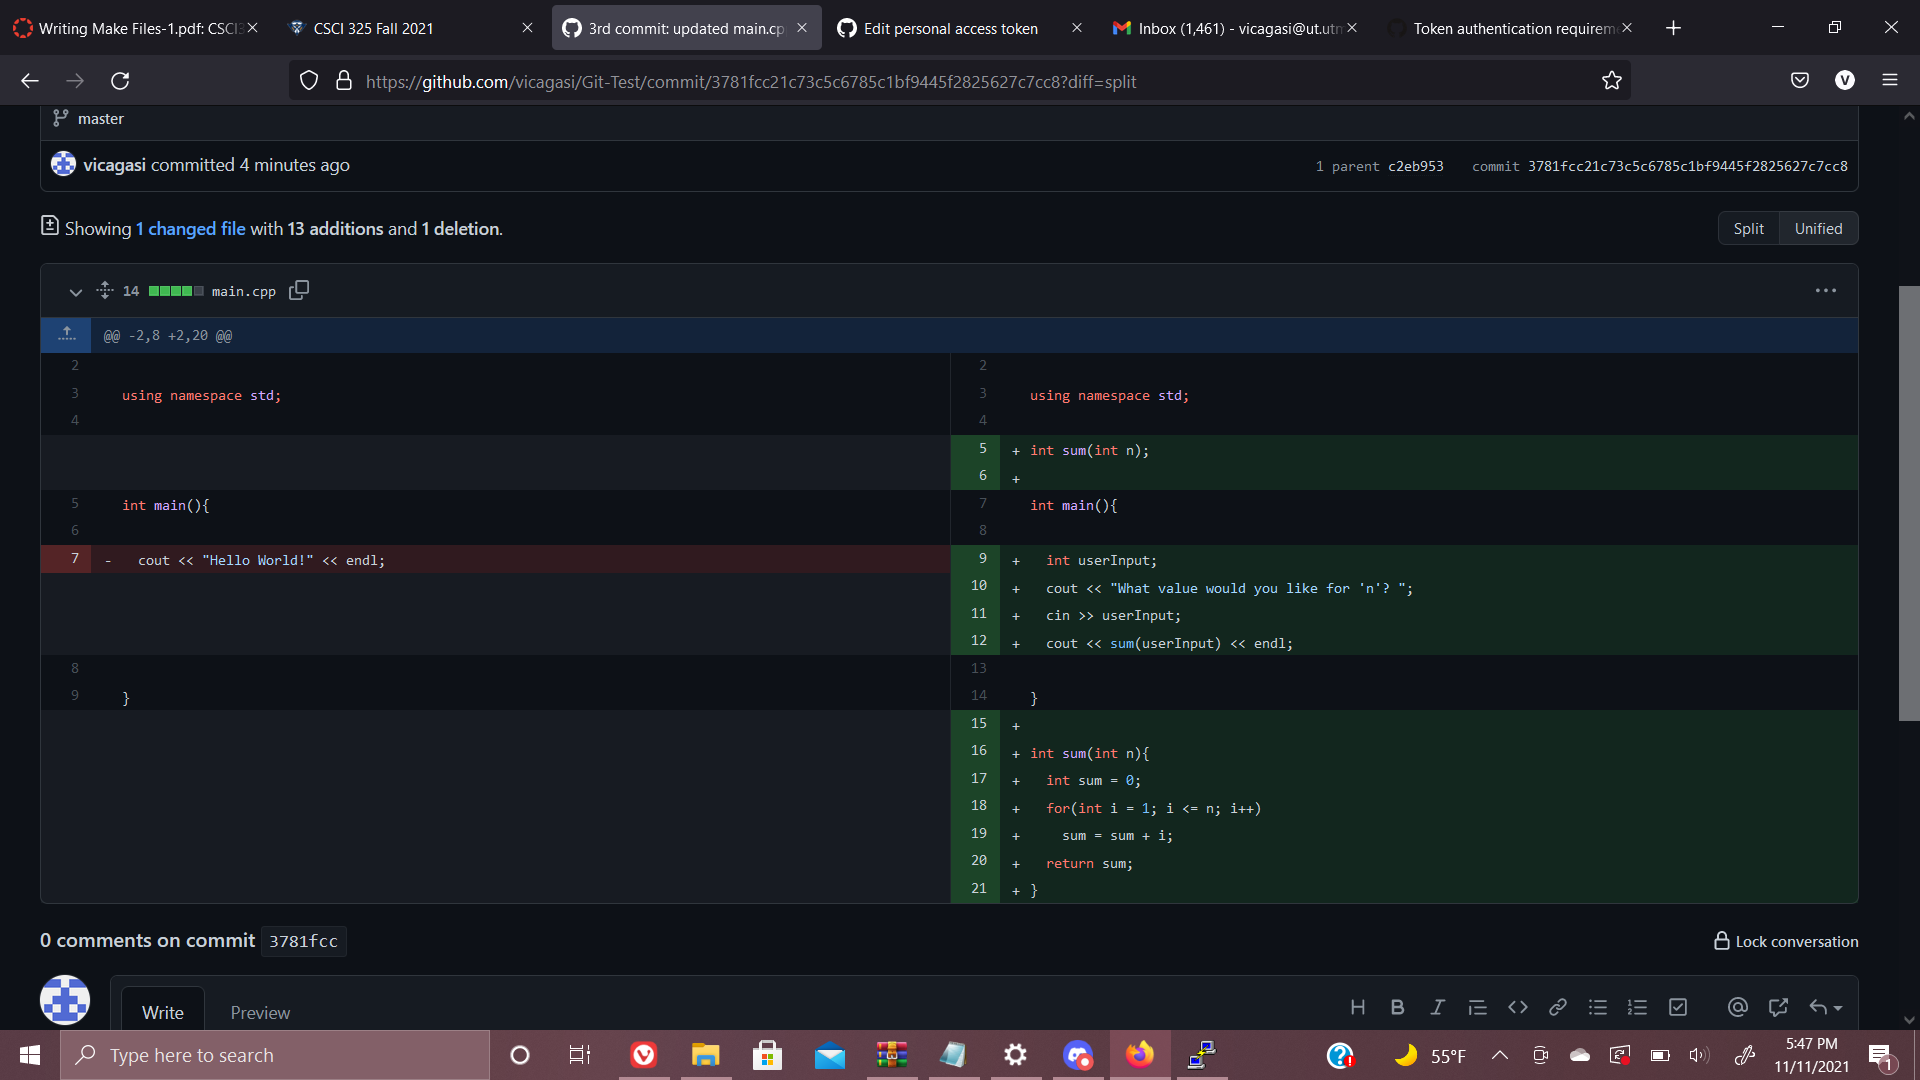 Writing Make Files-1.pdf: CSCI3
CSCI 325 Fall 2021
3rd commit: updated main.cp
Edit personal access token
Inbox (1,461) - vicagasi@ut.utm
Token authentication requirem
https://github.com/vicagasi/Git-Test/commit/3781fcc21c73c5c6785c1bf9445f2825627c7cc8?diff=split
V
master
vicagasi committed 4 minutes ago
1 parent c2eb953 commit 3781fcc21c73c5c6785c1bf9445f2825627c7cc8
Showing 1 changed file with 13 additions and 1 deletion.
Split Unified
14 main.cpp
@@ -2,8 +2,20 @@
2 2
3 using namespace std; 3 using namespace std;
4 4
5 + int sum(int n);
6 +
5 int main(){ 7 int main(){
6 8
7 - cout << "Hello World!" << endl; 9 + int userInput;
10 + cout << "What value would you like for 'n'? ";
11 + cin >> userInput;
12 + cout << sum(userInput) << endl;
8 13
9 } 14 }
15 +
16 + int sum(int n){
17 + int sum = 0;
18 + for(int i = 1; i <= n; i++)
19 + sum = sum + i;
20 + return sum;
21 + }
0 comments on commit 3781fcc
Lock conversation
Write Preview
Type here to search
55°F
5:47 PM
11/11/2021
1